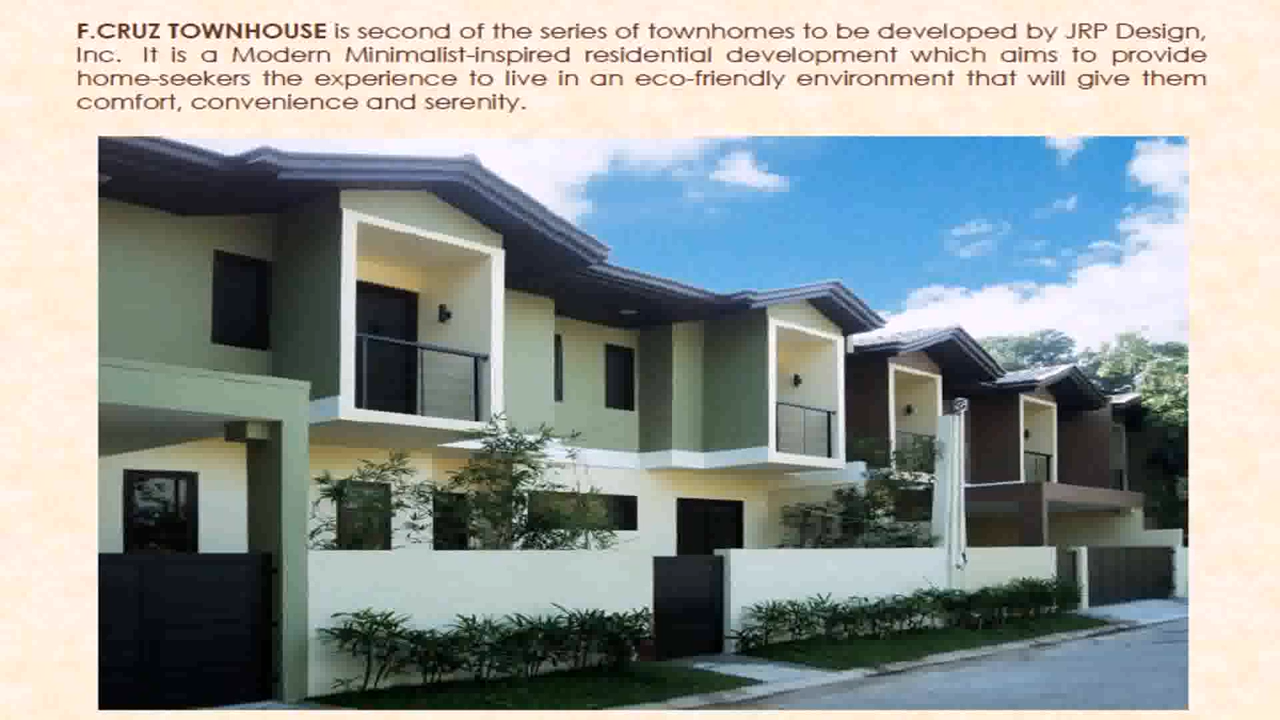 F.CRUZ TOWNHOUSE is second of the series of townhomes to be developed by JRP Design,
Inc. It is a Modern Minimalist-inspired residential development which aims to provide
home-seekers the experience to live in an eco-friendly environment that will give them
comfort, convenience and serenity.